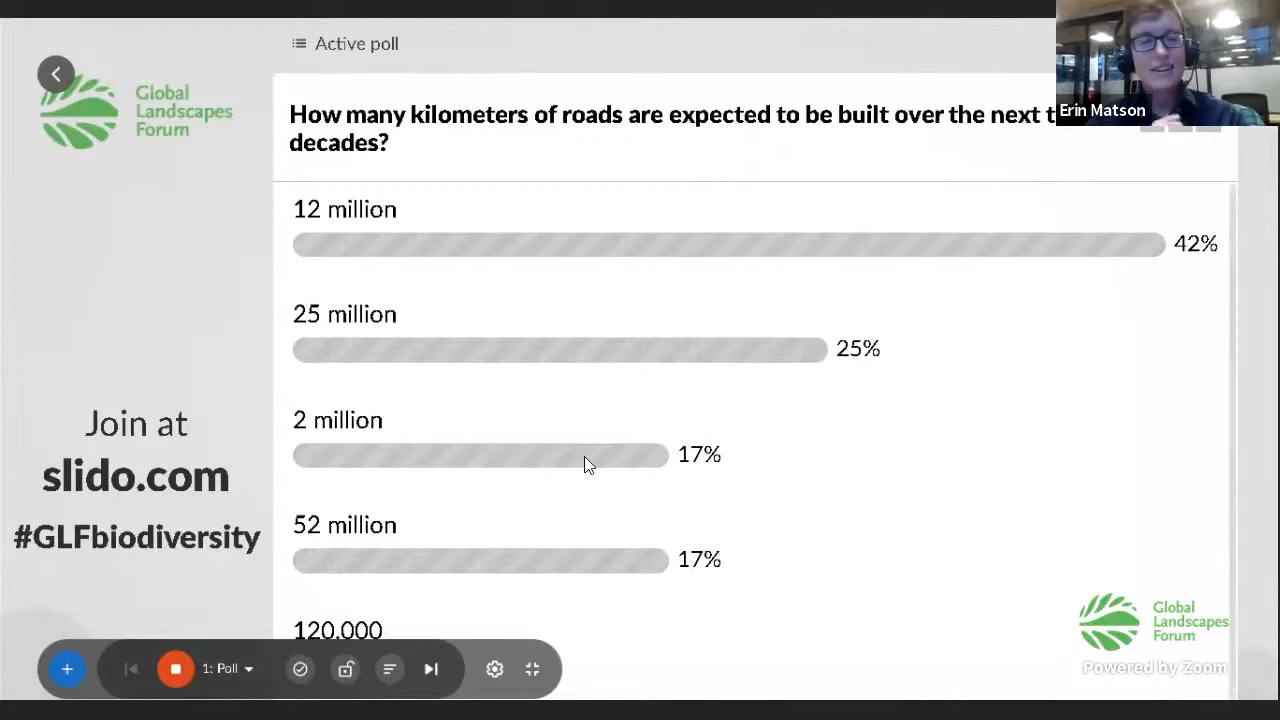 Active poll
Global
Landscapes
Forum
How many kilometers of roads are expected to be built over the next t
decades?
Erin Matson
12 million
42%
25 million
25%
2 million
17%
52 million
17%
120,000
Join at
slido.com
#GLFbiodiversity
1: Poll
Global
Landscapes
Forum
Powered by Zoom